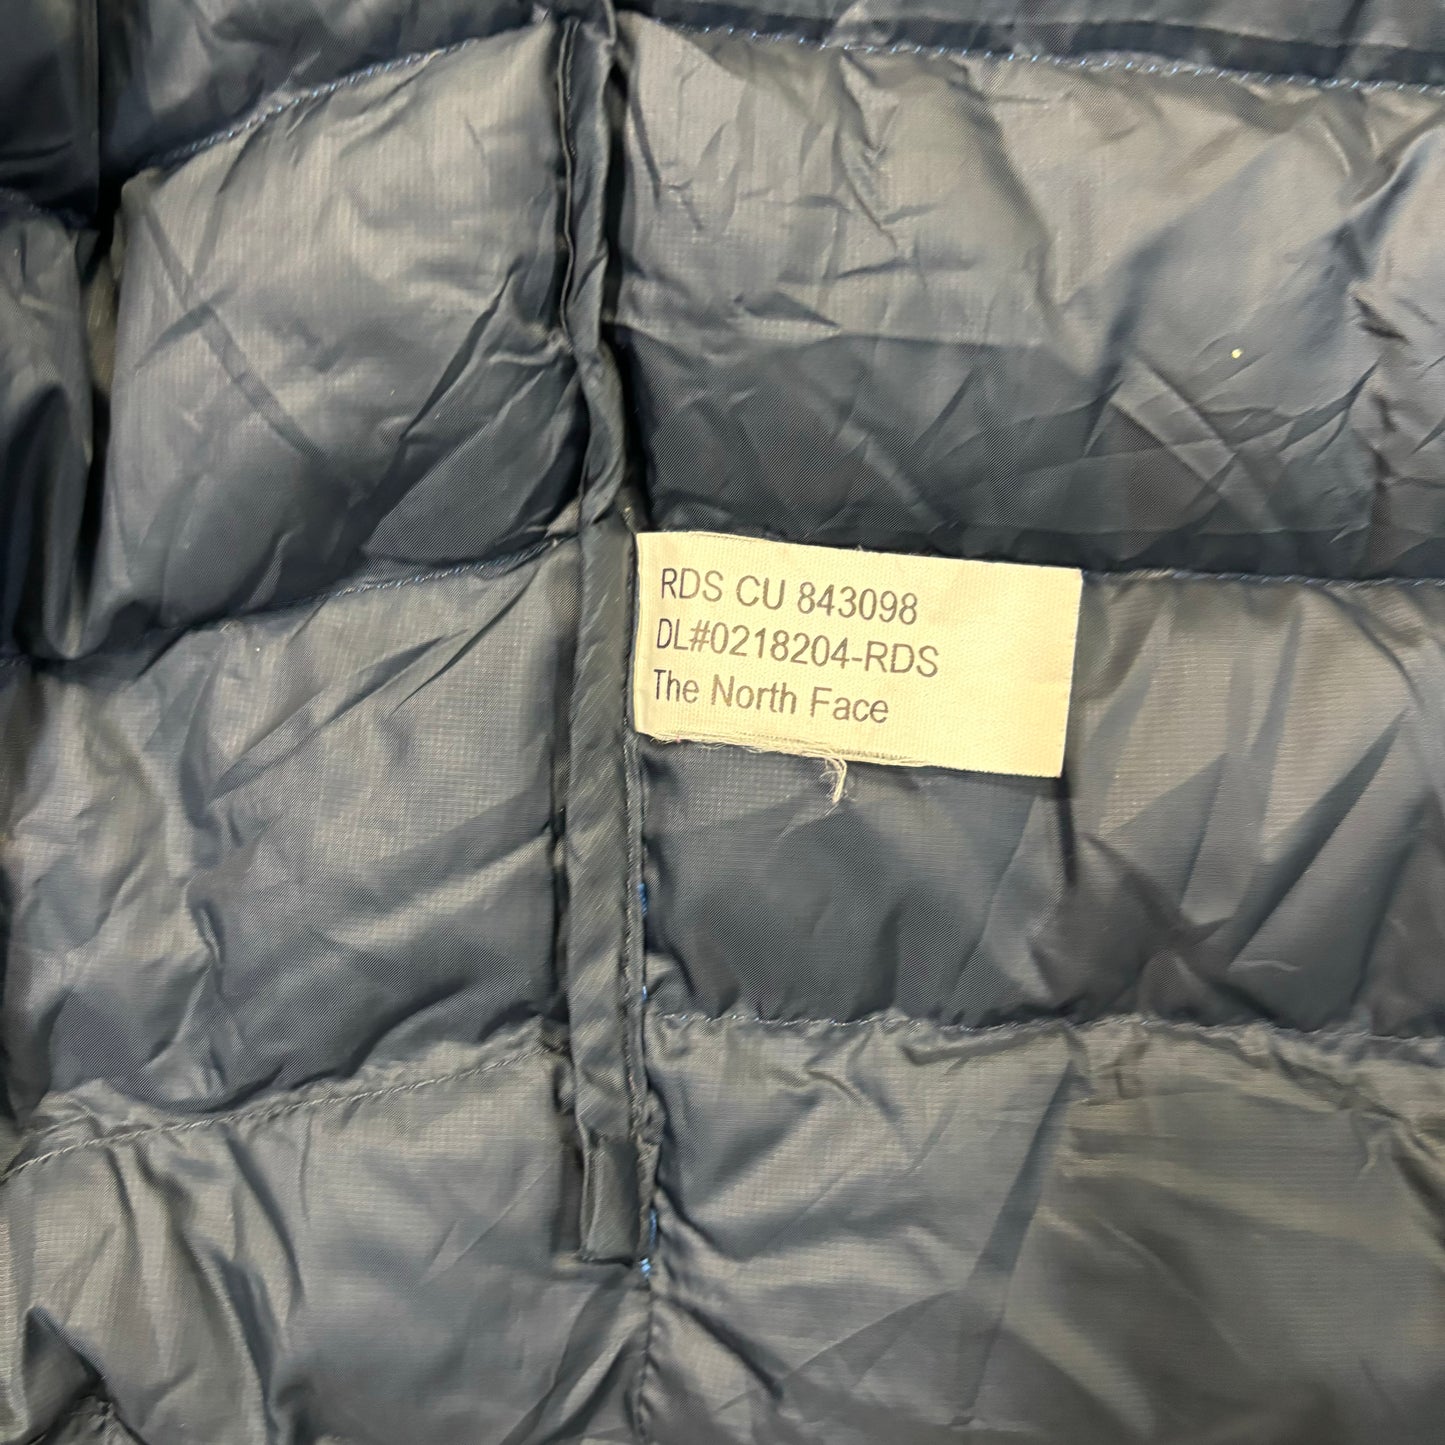 RDS CU 843098
DL#0218204-RDS
The North Face